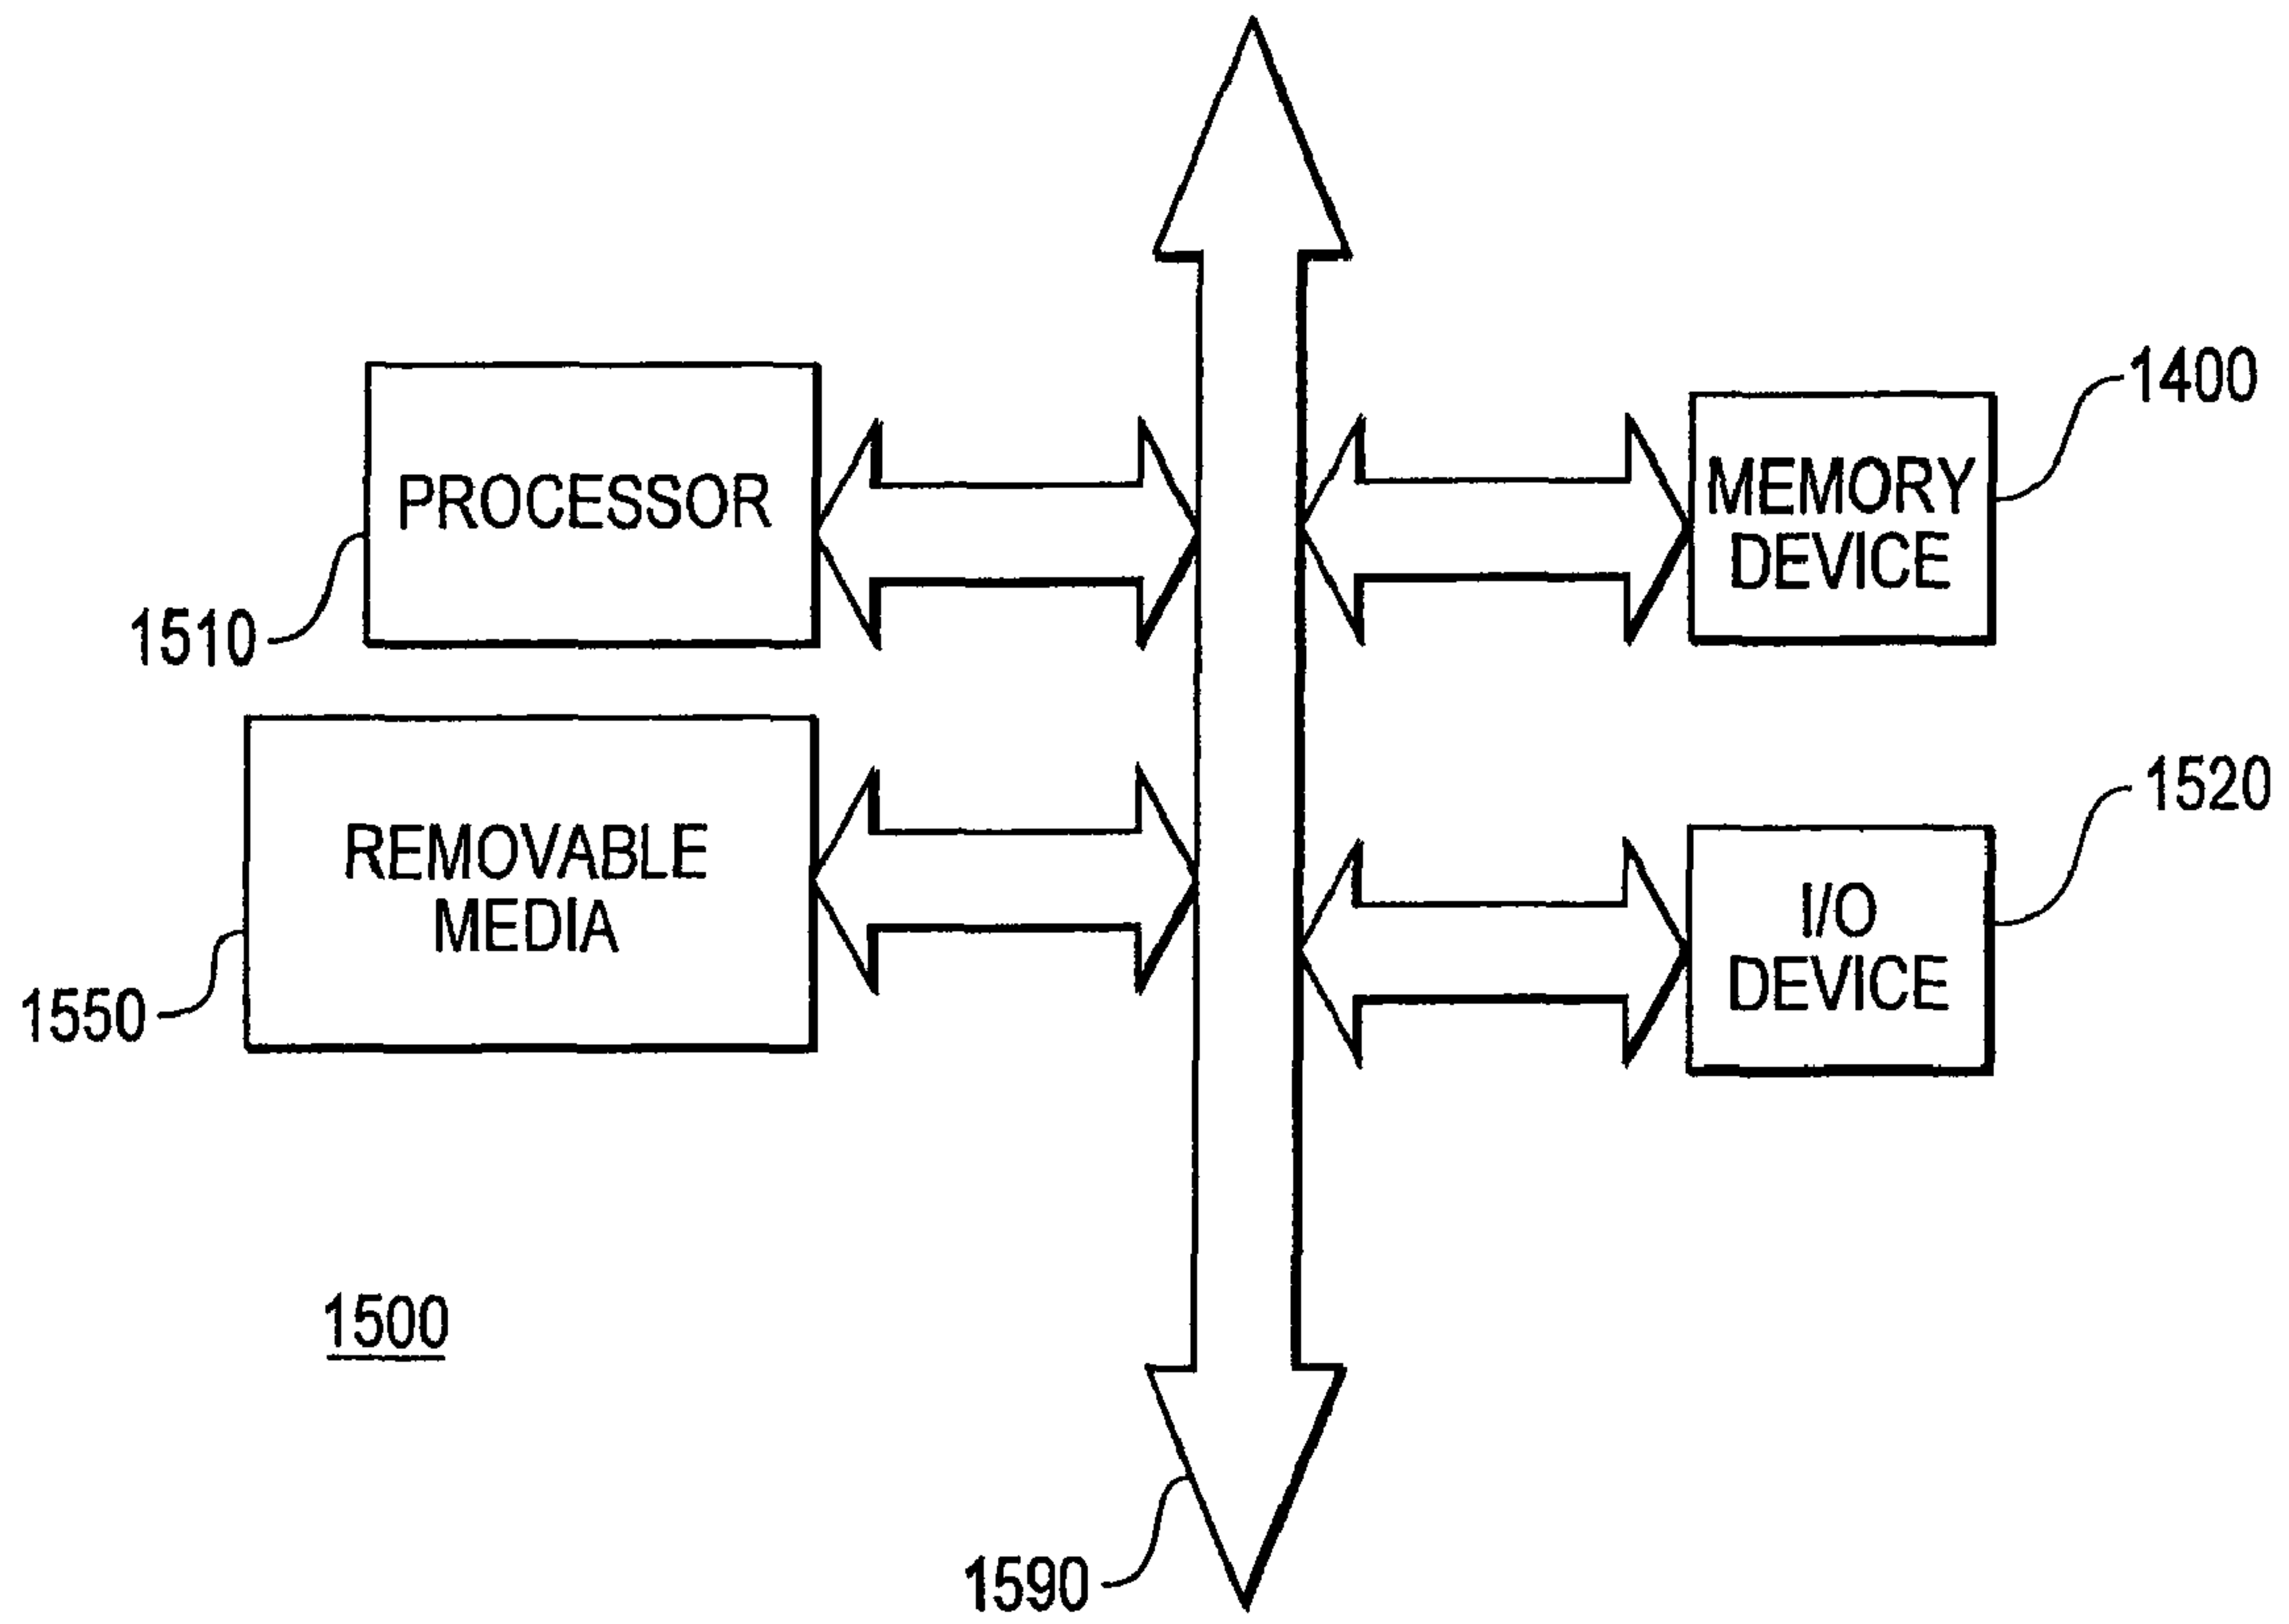 1400
PROCESSOR
MEMORY
DEVICE
1510
1520
REMOVABLE
MEDIA
I/O
DEVICE
1550
1500
1590